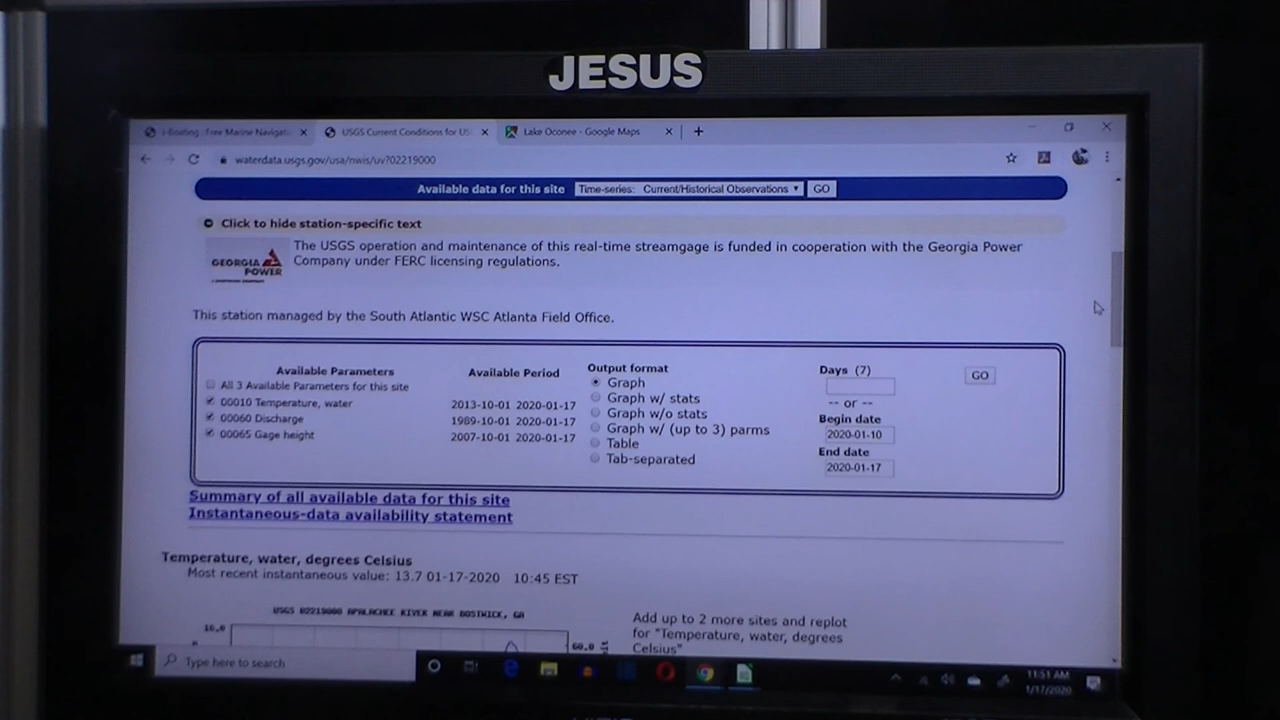 JESUS
i-Boating : Free Marine Navigat
USGS Current Conditions for US
Lake Oconee - Google Maps
waterdata.usgs.gov/usa/nwis/uv?02219000
Available data for this site Time-series: Current/Historical Observations GO
Click to hide station-specific text
GEORGIA POWER
The USGS operation and maintenance of this real-time streamgage is funded in cooperation with the Georgia Power
Company under FERC licensing regulations.
This station managed by the South Atlantic WSC Atlanta Field Office.
Available Parameters Available Period Output format Days (7) GO
All 3 Available Parameters for this site Graph
00010 Temperature, water 2013-10-01 2020-01-17 Graph w/ stats -- or --
00060 Discharge 1989-10-01 2020-01-17 Graph w/o stats Begin date
00065 Gage height 2007-10-01 2020-01-17 Graph w/ (up to 3) parms 2020-01-10
Table End date
Tab-separated 2020-01-17
Summary of all available data for this site
Instantaneous-data availability statement
Temperature, water, degrees Celsius
Most recent instantaneous value: 13.7 01-17-2020 10:45 EST
USGS 02219000 APALACHEE RIVER NEAR BOSTWICK, GA
16.0
60.8
Add up to 2 more sites and replot
for "Temperature, water, degrees
Celsius"
Type here to search
11:51 AM
1/17/2020